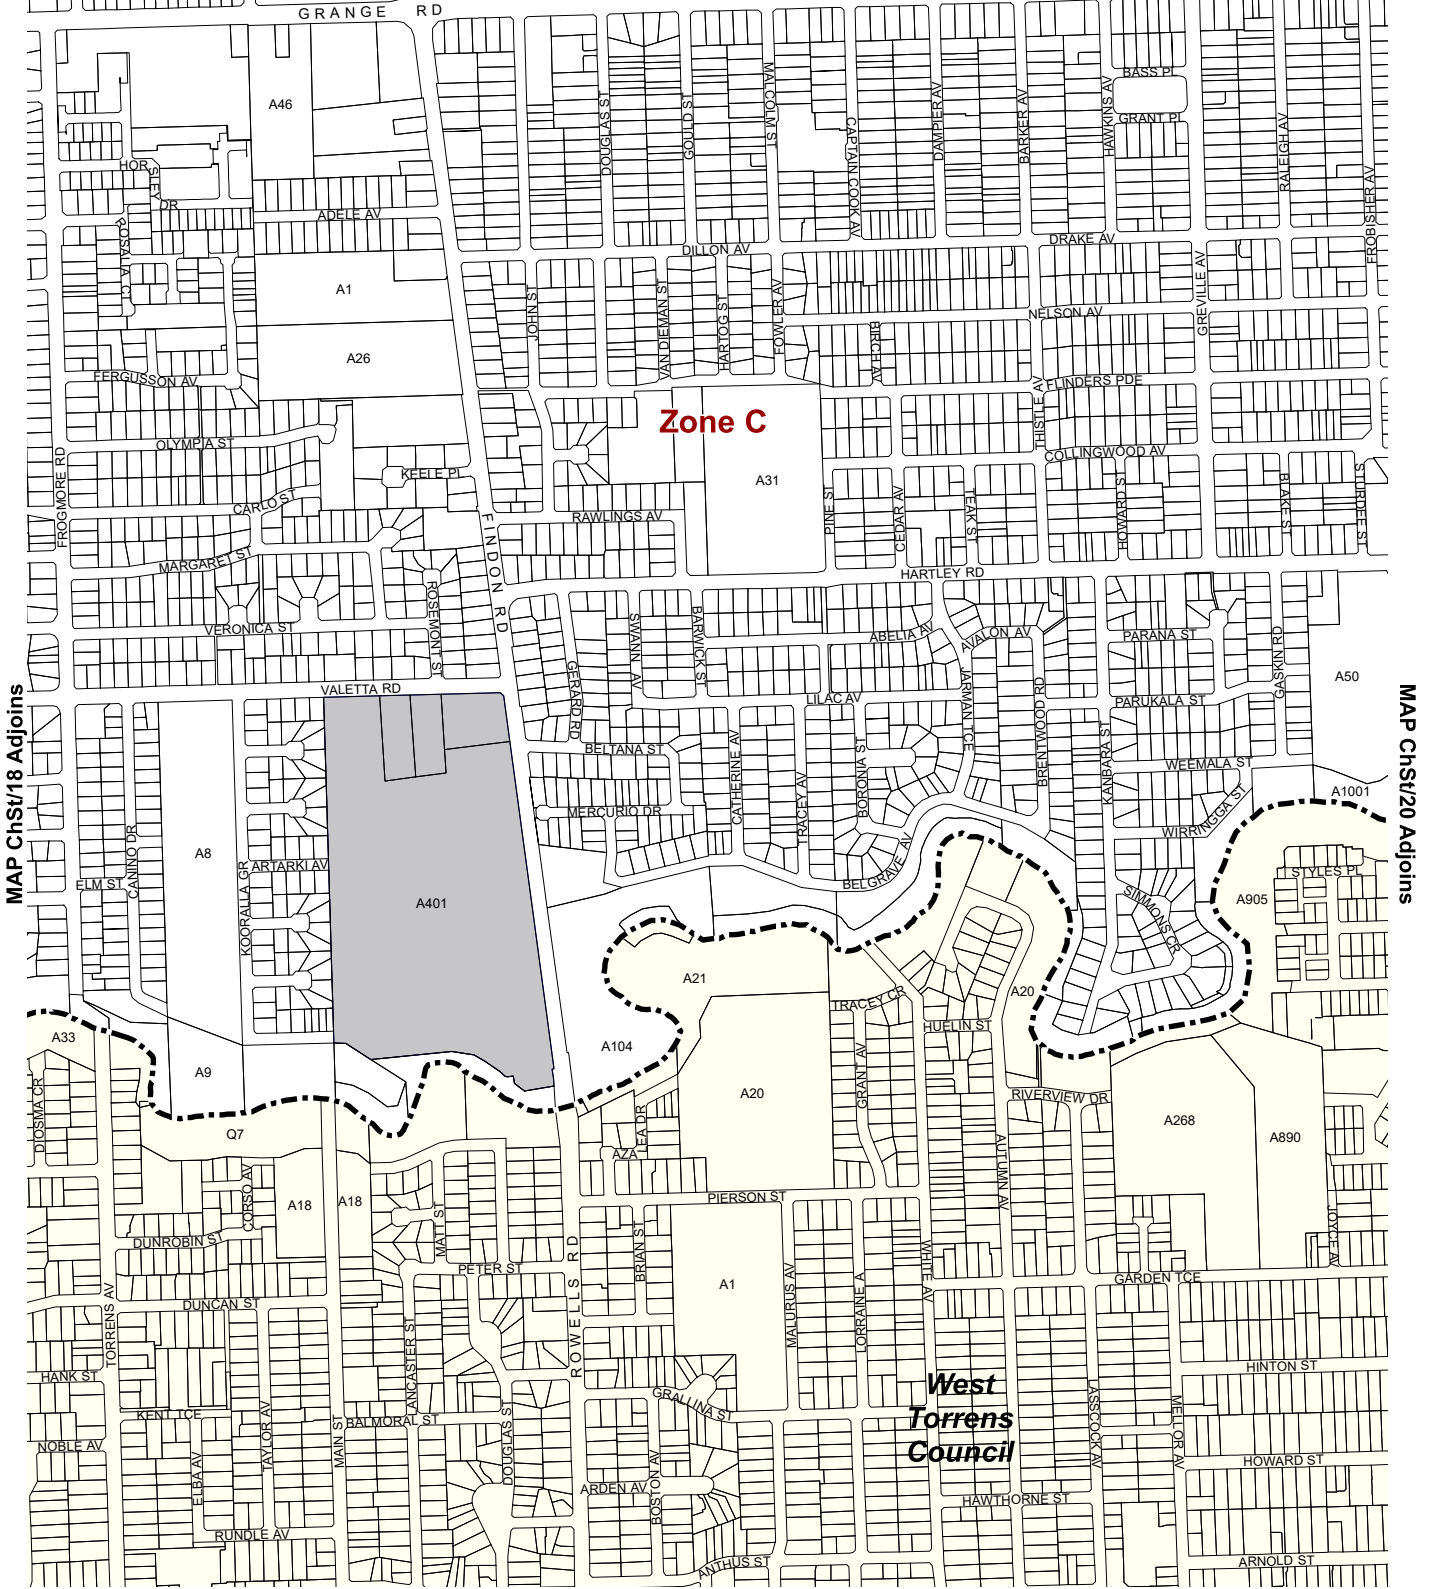 GRANGE RD
BASS PL
MALCOLM ST
A46
DOUGLAS ST
GOULD ST
DAMPIER AV
BARKER AV
HAWKINS AV
GRANT PL
CAPTAIN COOK AV
RALEIGH AV
HORSLEY DR
FROBISHER AV
ADELE AV
ROSALIA C
DRAKE AV
DILLON AV
A1
JOHN ST
VAN DIEMAN ST
HARTOG ST
FOWLER AV
GREVILLE AV
NELSON AV
BIRCH AV
A26
FERGUSSON AV
FLINDERS PDE
THISTLE AV
Zone C
OLYMPIA ST
COLLINGWOOD AV
FROGMORE RD
KEELE PL
A31
CARLO ST
PINE ST
CEDAR AV
TEAK ST
HOWARD ST
BLAKE ST
STURDEE ST
RAWLINGS AV
FINDON RD
MARGARET ST
HARTLEY RD
ROSEMONT ST
VERONICA ST
SWANN AV
BARWICK ST
ABELIA AV
AVALON AV
PARANA ST
GASKIN RD
GERARD RD
JARMAN TCE
A50
VALETTA RD
LILAC AV
BRENTWOOD RD
PARUKALA ST
MAP ChSt/18 Adjoins
MAP ChSt/20 Adjoins
BELTANA ST
CATHERINE AV
BORONIA ST
KANBARA ST
WEEMALA ST
TRACEY AV
A1001
MERCURIO DR
WIRRINGGA ST
CANINO DR
A8
KOORALLA GR
ARTARKI AV
BELGRAVE AV
STYLES PL
ELM ST
A401
SIMMONS CR
A905
A21
TRACEY CR
A20
HUELIN ST
A33
A104
A9
GRANT AV
A20
RIVERVIEW DR
DIOSMA CR
Q7
AZALEA DR
A268
A890
AUTUMN AV
CORSO AV
A18
A18
PIERSON ST
MATT ST
JOYCE AV
DUNROBIN ST
BRIAN ST
WHITE AV
PETER ST
ROWELLS RD
A1
MALURUS AV
LORRAINE A
GARDEN TCE
TORRENS AV
DUNCAN ST
LANCASTER ST
HANK ST
HINTON ST
West
Torrens
Council
GRALLINA ST
KENT TCE
TAYLOR AV
MAIN ST
BALMORAL ST
DOUGLAS ST
ASSCOCK AV
MELLOR AV
NOBLE AV
ELBA AV
HOWARD ST
BOSTON AV
ARDEN AV
HAWTHORNE ST
RUNDLE AV
ANTHUS ST
ARNOLD ST